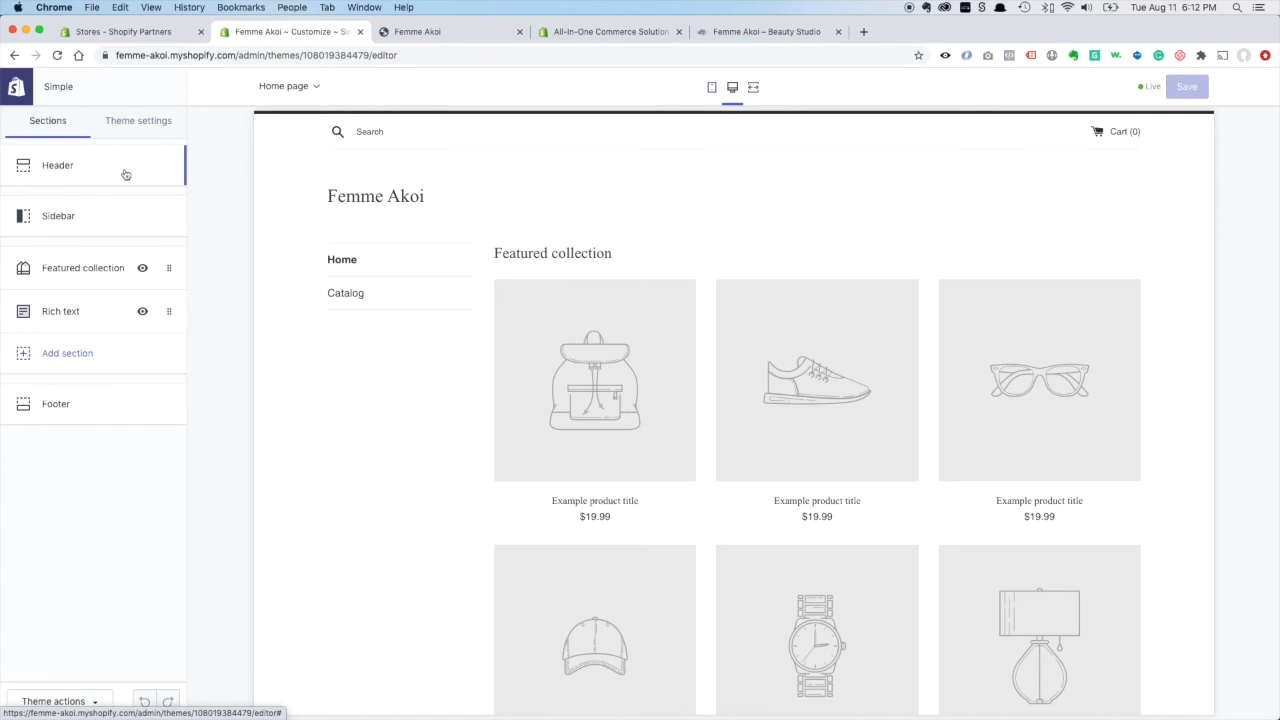 Chrome File Edit View History Bookmarks People Tab Window Help Tue Aug 11 6:12 PM
Stores - Shopify Partners Femme Akoi ~ Customize ~ Si Femme Akoi All-In-One Commerce Solution Femme Akoi – Beauty Studio
femme-akoi.myshopify.com/admin/themes/108019384479/editor
Simple
Home page
Live
Save
Sections
Theme settings
Header
Sidebar
Featured collection
Rich text
Add section
Footer
Theme actions
https://femme-akoi.myshopify.com/admin/themes/108019384479/editor#
Search
Cart (0)
Femme Akoi
Home
Catalog
Featured collection
Example product title
$19.99
Example product title
$19.99
Example product title
$19.99